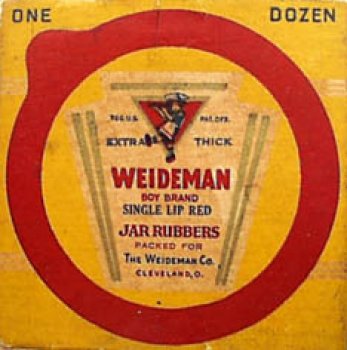 ONE DOZEN
REG. U.S. PAT. OFF.
EXTRA THICK
WEIDEMAN
BOY BRAND
SINGLE LIP RED
JAR RUBBERS
PACKED FOR
THE WEIDEMAN CO.
CLEVELAND, O.